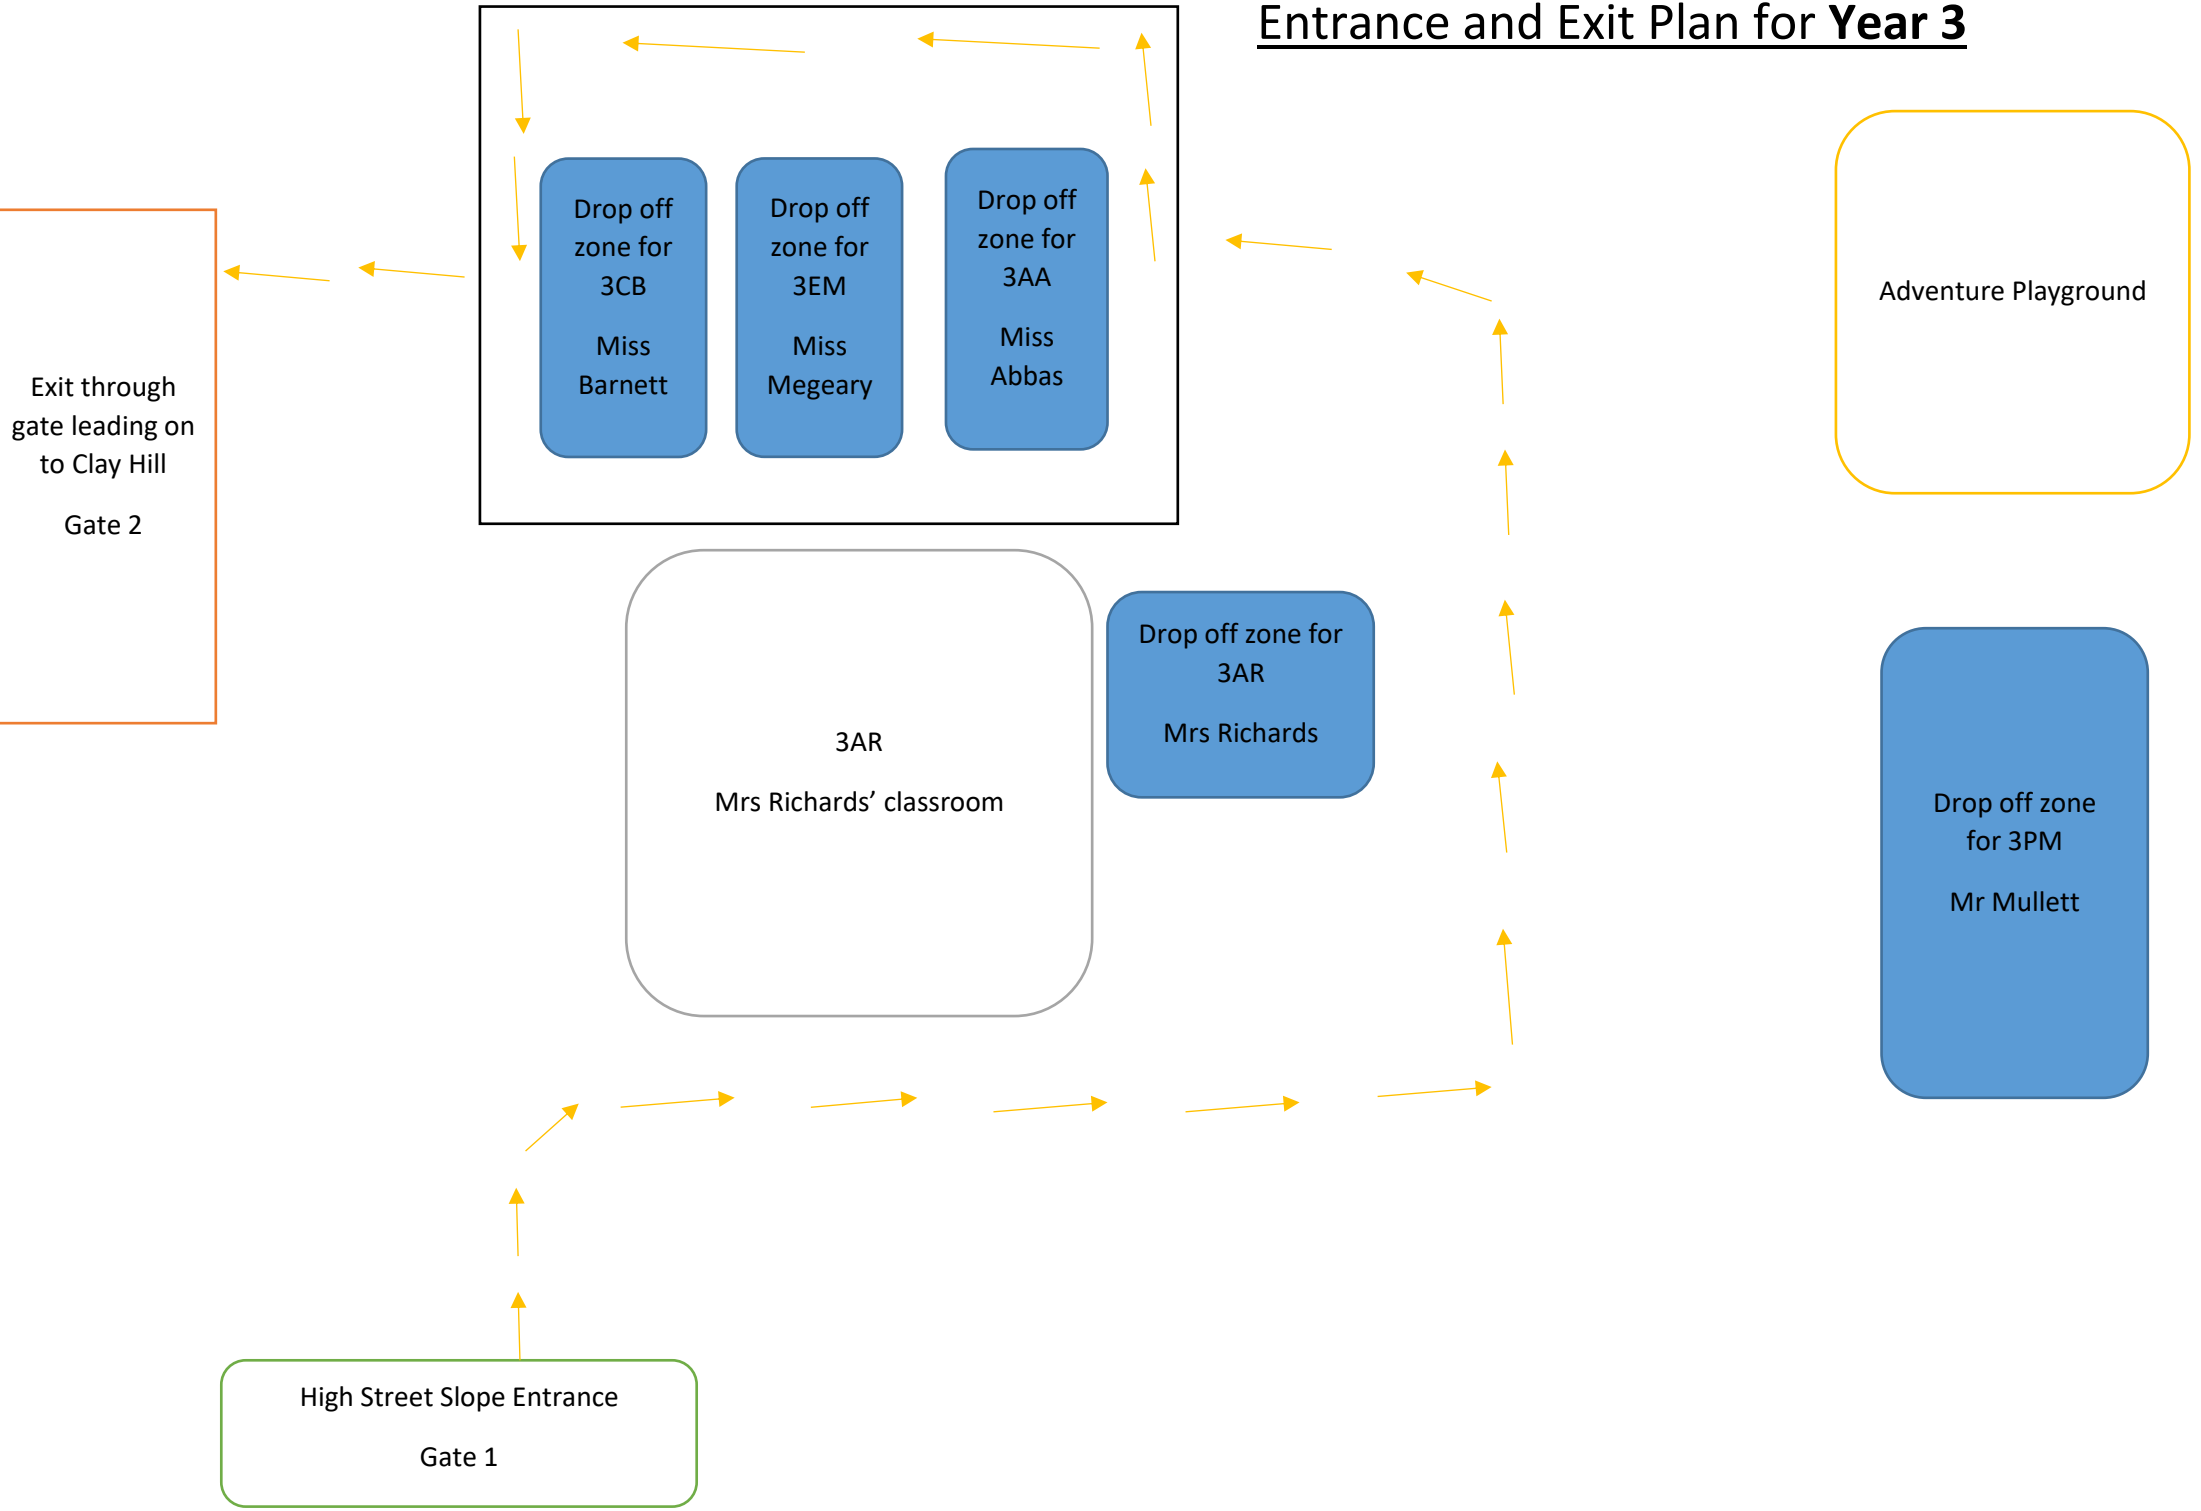 Entrance and Exit Plan for Year 3
Drop off
zone for
3CB
Miss
Barnett
Drop off
zone for
3EM
Miss
Megeary
Drop off
zone for
3AA
Miss
Abbas
Adventure Playground
Exit through
gate leading on
to Clay Hill
Gate 2
Drop off zone for
3AR
Mrs Richards
3AR
Mrs Richards’ classroom
Drop off zone
for 3PM
Mr Mullett
High Street Slope Entrance
Gate 1